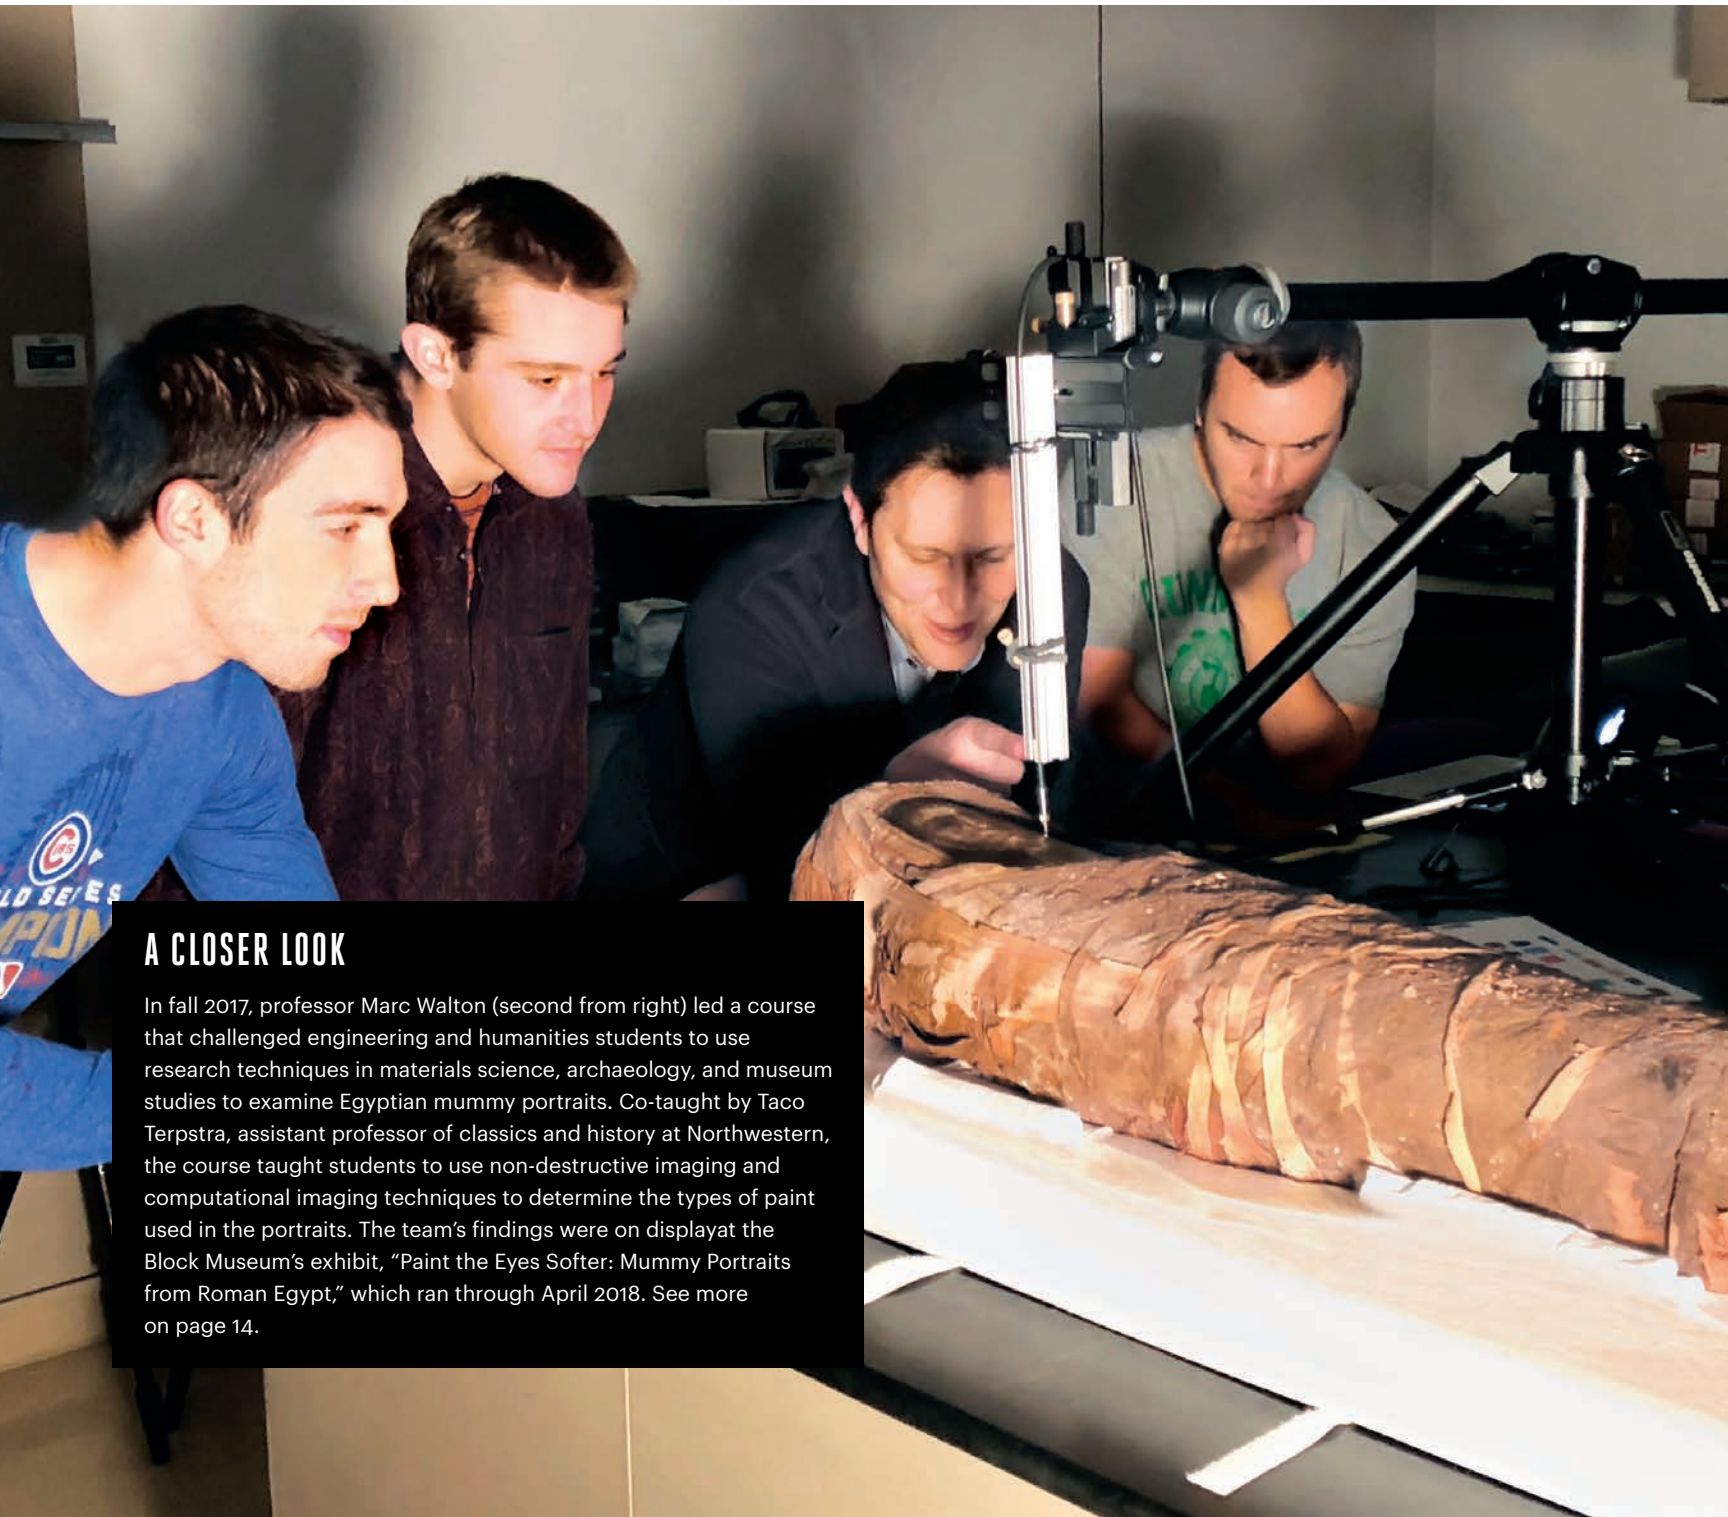 CUBS
LD SERIES
A CLOSER LOOK
In fall 2017, professor Marc Walton (second from right) led a course
that challenged engineering and humanities students to use
research techniques in materials science, archaeology, and museum
studies to examine Egyptian mummy portraits. Co-taught by Taco
Terpstra, assistant professor of classics and history at Northwestern,
the course taught students to use non-destructive imaging and
computational imaging techniques to determine the types of paint
used in the portraits. The team’s findings were on displayat the
Block Museum’s exhibit, “Paint the Eyes Softer: Mummy Portraits
from Roman Egypt,” which ran through April 2018. See more
on page 14.